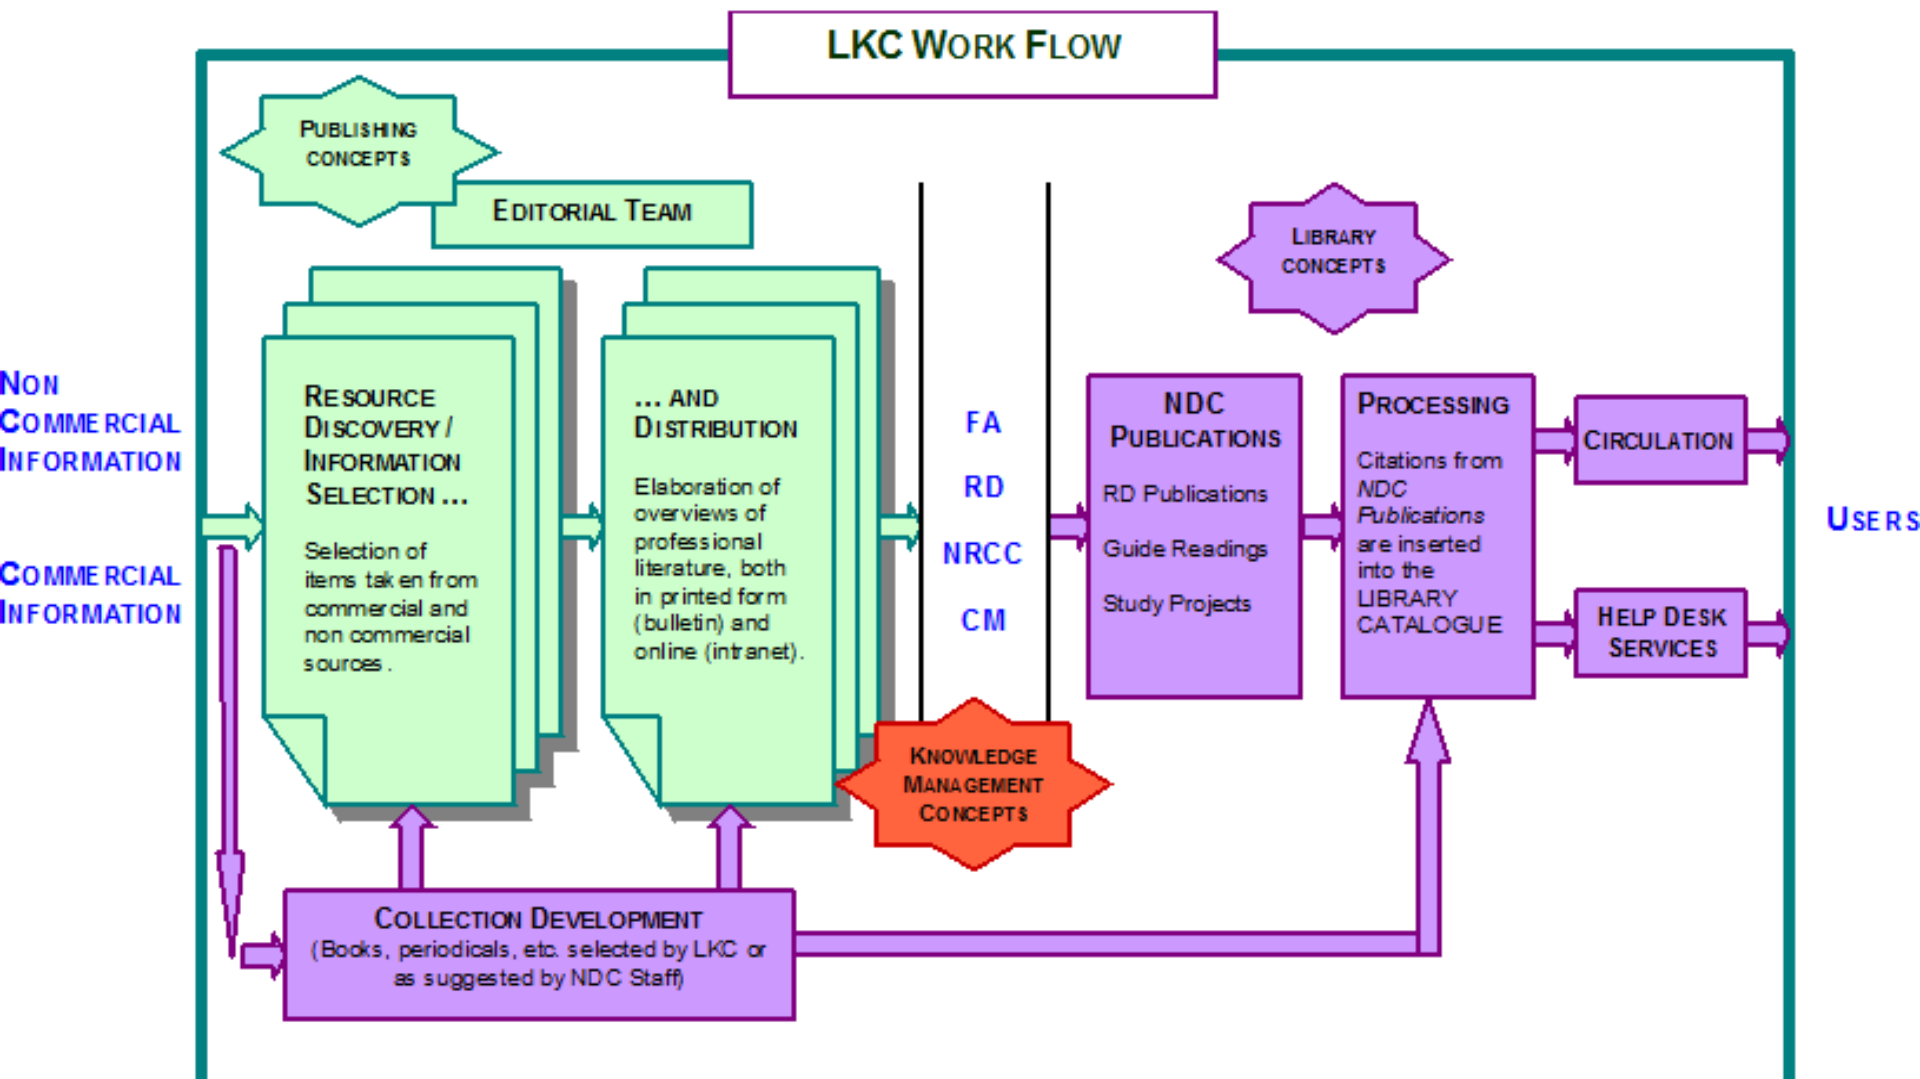 LKC WORK FLOW
PUBLISHING
CONCEPTS
EDITORIAL TEAM
LIBRARY
CONCEPTS
NON
COMMERCIAL
INFORMATION
COMMERCIAL
INFORMATION
RESOURCE
DISCOVERY /
INFORMATION
SELECTION ...
Selection of
items taken from
commercial and
non commercial
sources.
... AND
DISTRIBUTION
Elaboration of
overviews of
professional
literature, both
in printed form
(bulletin) and
online (intranet).
FA
RD
NRCC
CM
KNOWLEDGE
MANAGEMENT
CONCEPTS
NDC
PUBLICATIONS
RD Publications
Guide Readings
Study Projects
PROCESSING
Citations from
NDC
Publications
are inserted
into the
LIBRARY
CATALOGUE
CIRCULATION
HELP DESK
SERVICES
USERS
COLLECTION DEVELOPMENT
(Books, periodicals, etc. selected by LKC or
as suggested by NDC Staff)